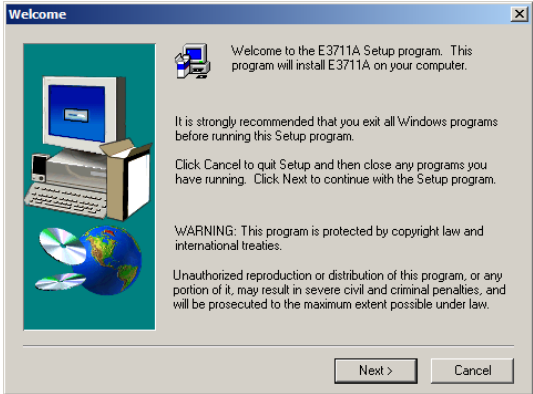 Welcome
Welcome to the E3711A Setup program. This
program will install E3711A on your computer.
It is strongly recommended that you exit all Windows programs
before running this Setup program.
Click Cancel to quit Setup and then close any programs you
have running. Click Next to continue with the Setup program.
WARNING: This program is protected by copyright law and
international treaties.
Unauthorized reproduction or distribution of this program, or any
portion of it, may result in severe civil and criminal penalties, and
will be prosecuted to the maximum extent possible under law.
Next > Cancel